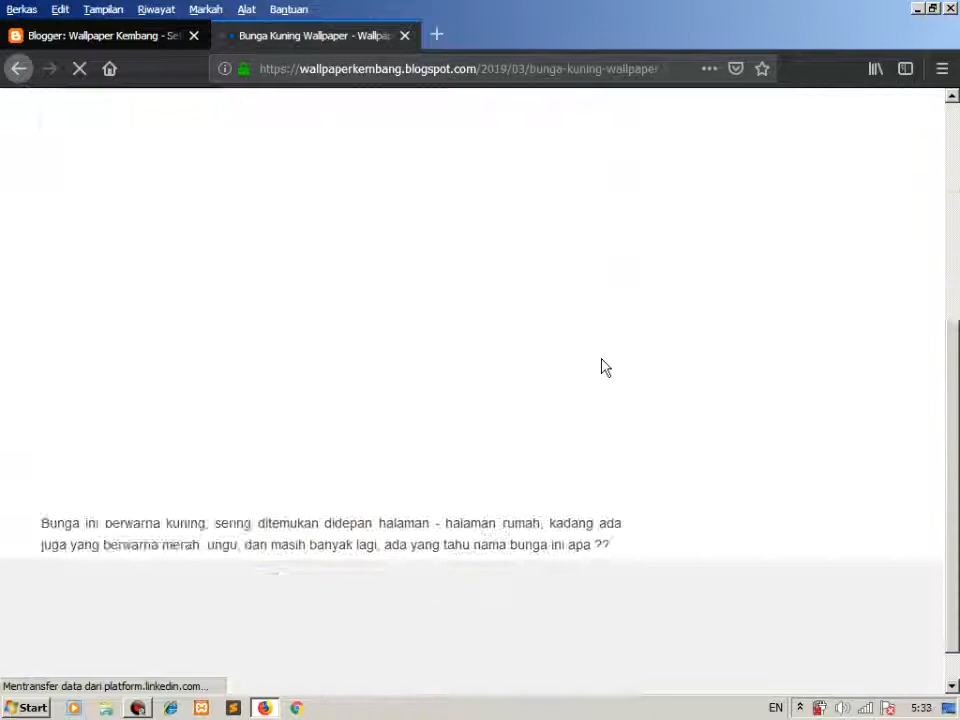 Berkas Edit Tampilan Riwayat Markah Alat Bantuan
Blogger: Wallpaper Kembang - Se
Bunga Kuning Wallpaper - Wallpa
https://wallpaperkembang.blogspot.com/2019/03/bunga-kuning-wallpaper
Bunga ini berwarna kuning, sering ditemukan didepan halaman - halaman rumah, kadang ada
juga yang berwarna merah ungu, dan masih banyak lagi, ada yang tahu nama bunga ini apa ??
Mentransfer data dari platform.linkedin.com...
Start
EN
5:33